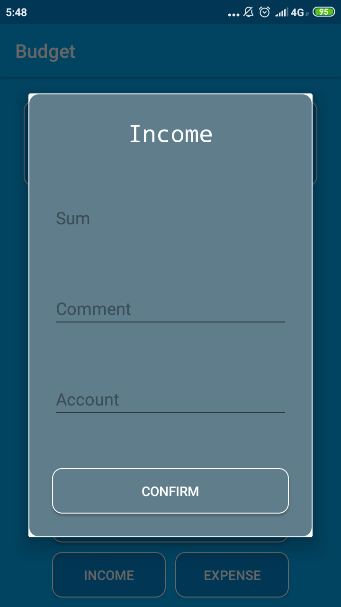 5:48
4G
95
Budget
Income
Sum
Comment
Account
CONFIRM
INCOME
EXPENSE